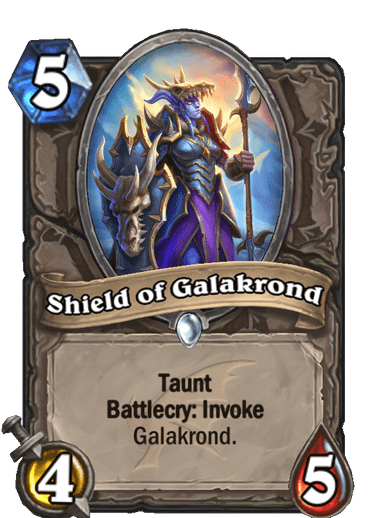 5
Shield of Galakrond
Taunt
Battlecry: Invoke
Galakrond.
4
5